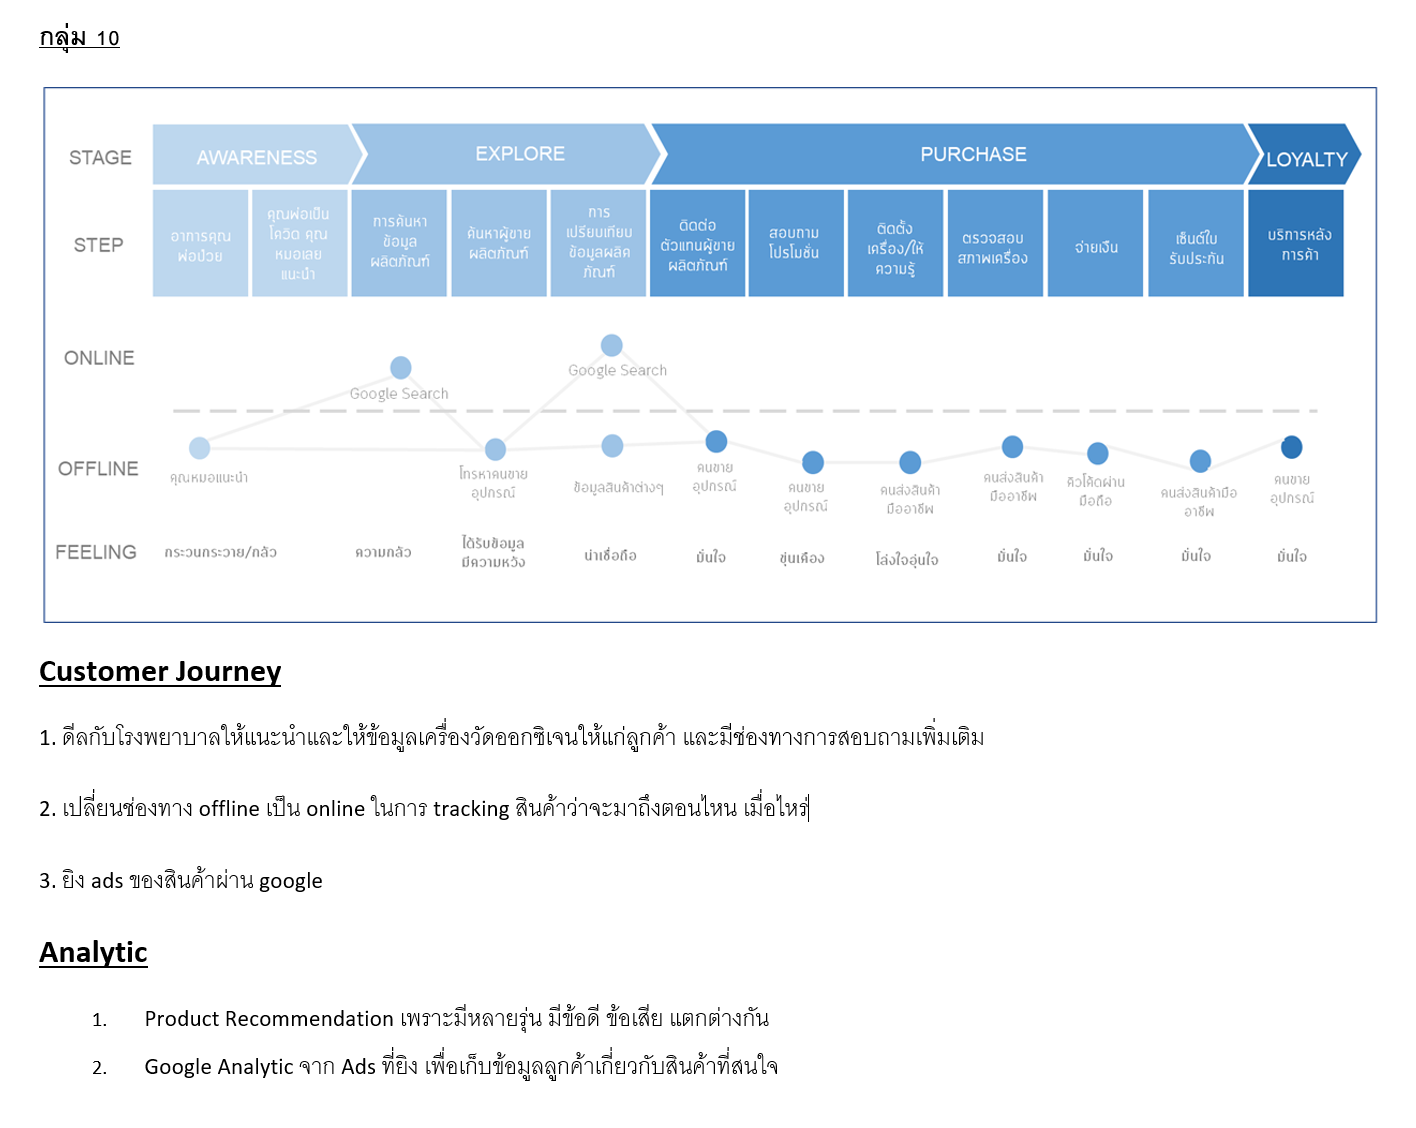 กลุ่ม 10
STAGE
AWARENESS
EXPLORE
PURCHASE
LOYALTY
STEP
อาการคุณ
พ่อป่วย
คุณพ่อเป็น
โควิด คุณ
หมอเลย
แนะนำ
การค้นหา
ข้อมูล
ผลิตภัณฑ์
ค้นหาผู้ขาย
ผลิตภัณฑ์
การ
เปรียบเทียบ
ข้อมูลผลิต
ภัณฑ์
ติดต่อ
ตัวแทนผู้ขาย
ผลิตภัณฑ์
สอบถาม
โปรโมชั่น
ติดตั้ง
เครื่อง/ให้
ความรู้
ตรวจสอบ
สภาพเครื่อง
จ่ายเงิน
เซ็นต์ใบ
รับประกัน
บริการหลัง
การค้า
ONLINE
Google Search
Google Search
OFFLINE
คุณหมอแนะนำ
โทรหาคนขาย
อุปกรณ์
ข้อมูลสินค้าต่างๆ
คนขาย
อุปกรณ์
คนขาย
อุปกรณ์
คนส่งสินค้า
มืออาชีพ
คนส่งสินค้า
มืออาชีพ
คิวโค้ดผ่าน
มือถือ
คนส่งสินค้ามือ
อาชีพ
คนขาย
อุปกรณ์
FEELING
กระวนกระวาย/กลัว
ความกลัว
ได้รับข้อมูล
มีความหวัง
น่าเชื่อถือ
มั่นใจ
ขุ่นเคือง
โล่งใจอุ่นใจ
มั่นใจ
มั่นใจ
มั่นใจ
มั่นใจ
Customer Journey
1. ดีลกับโรงพยาบาลให้แนะนำและให้ข้อมูลเครื่องวัดออกซิเจนให้แก่ลูกค้า และมีช่องทางการสอบถามเพิ่มเติม
2. เปลี่ยนช่องทาง offline เป็น online ในการ tracking สินค้าว่าจะมาถึงตอนไหน เมื่อไหร่
3. ยิง ads ของสินค้าผ่าน google
Analytic
1. Product Recommendation เพราะมีหลายรุ่น มีข้อดี ข้อเสีย แตกต่างกัน
2. Google Analytic จาก Ads ที่ยิง เพื่อเก็บข้อมูลลูกค้าเกี่ยวกับสินค้าที่สนใจ